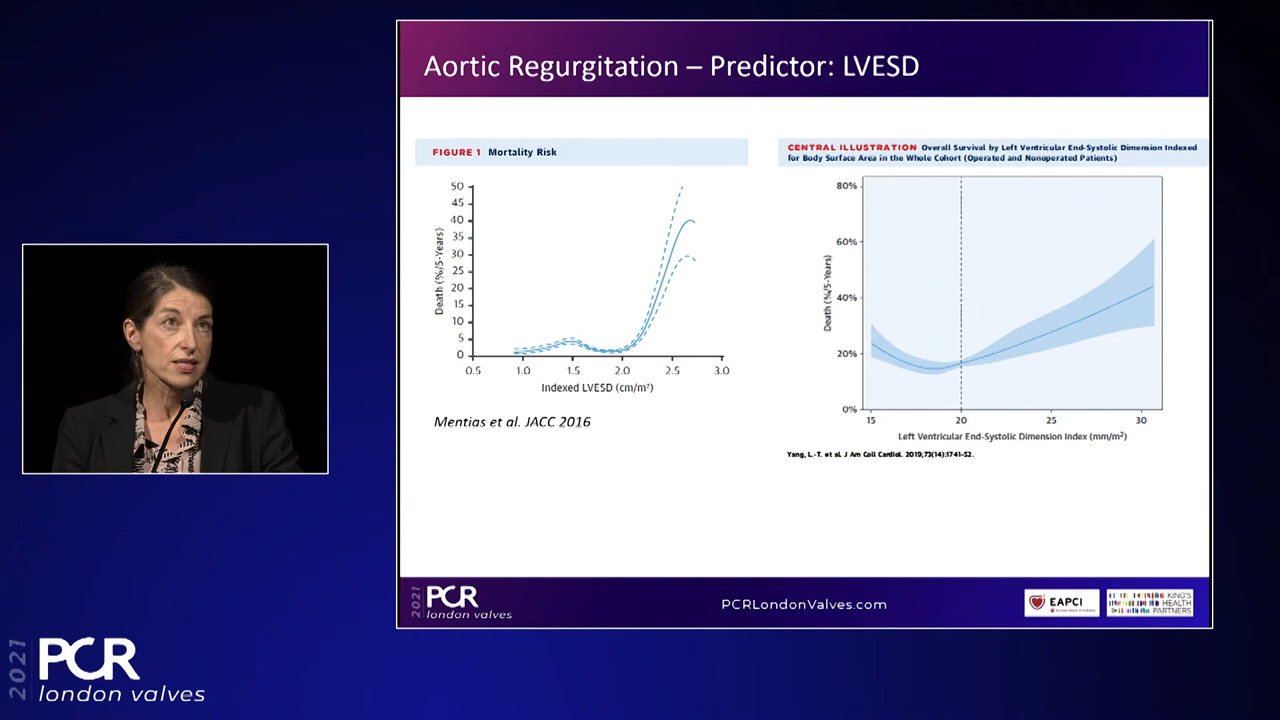 Aortic Regurgitation – Predictor: LVESD
FIGURE 1 Mortality Risk
50
45
40
35
30
25
20
15
10
5
0
Death (%/5-Years)
0.5 1.0 1.5 2.0 2.5 3.0
Indexed LVESD (cm/m²)
Mentias et al. JACC 2016
CENTRAL ILLUSTRATION Overall Survival by Left Ventricular End-Systolic Dimension Indexed
for Body Surface Area in the Whole Cohort (Operated and Nonoperated Patients)
80%
60%
40%
20%
0%
Death (%/5-Years)
15 20 25 30
Left Ventricular End-Systolic Dimension Index (mm/m²)
Yang, L.-T. et al. J Am Coll Cardiol. 2019;73(14):1741-52.
2021 PCR
london valves
PCRLondonValves.com
EAPCI
KING'S
HEALTH
PARTNERS
2021 PCR
london valves